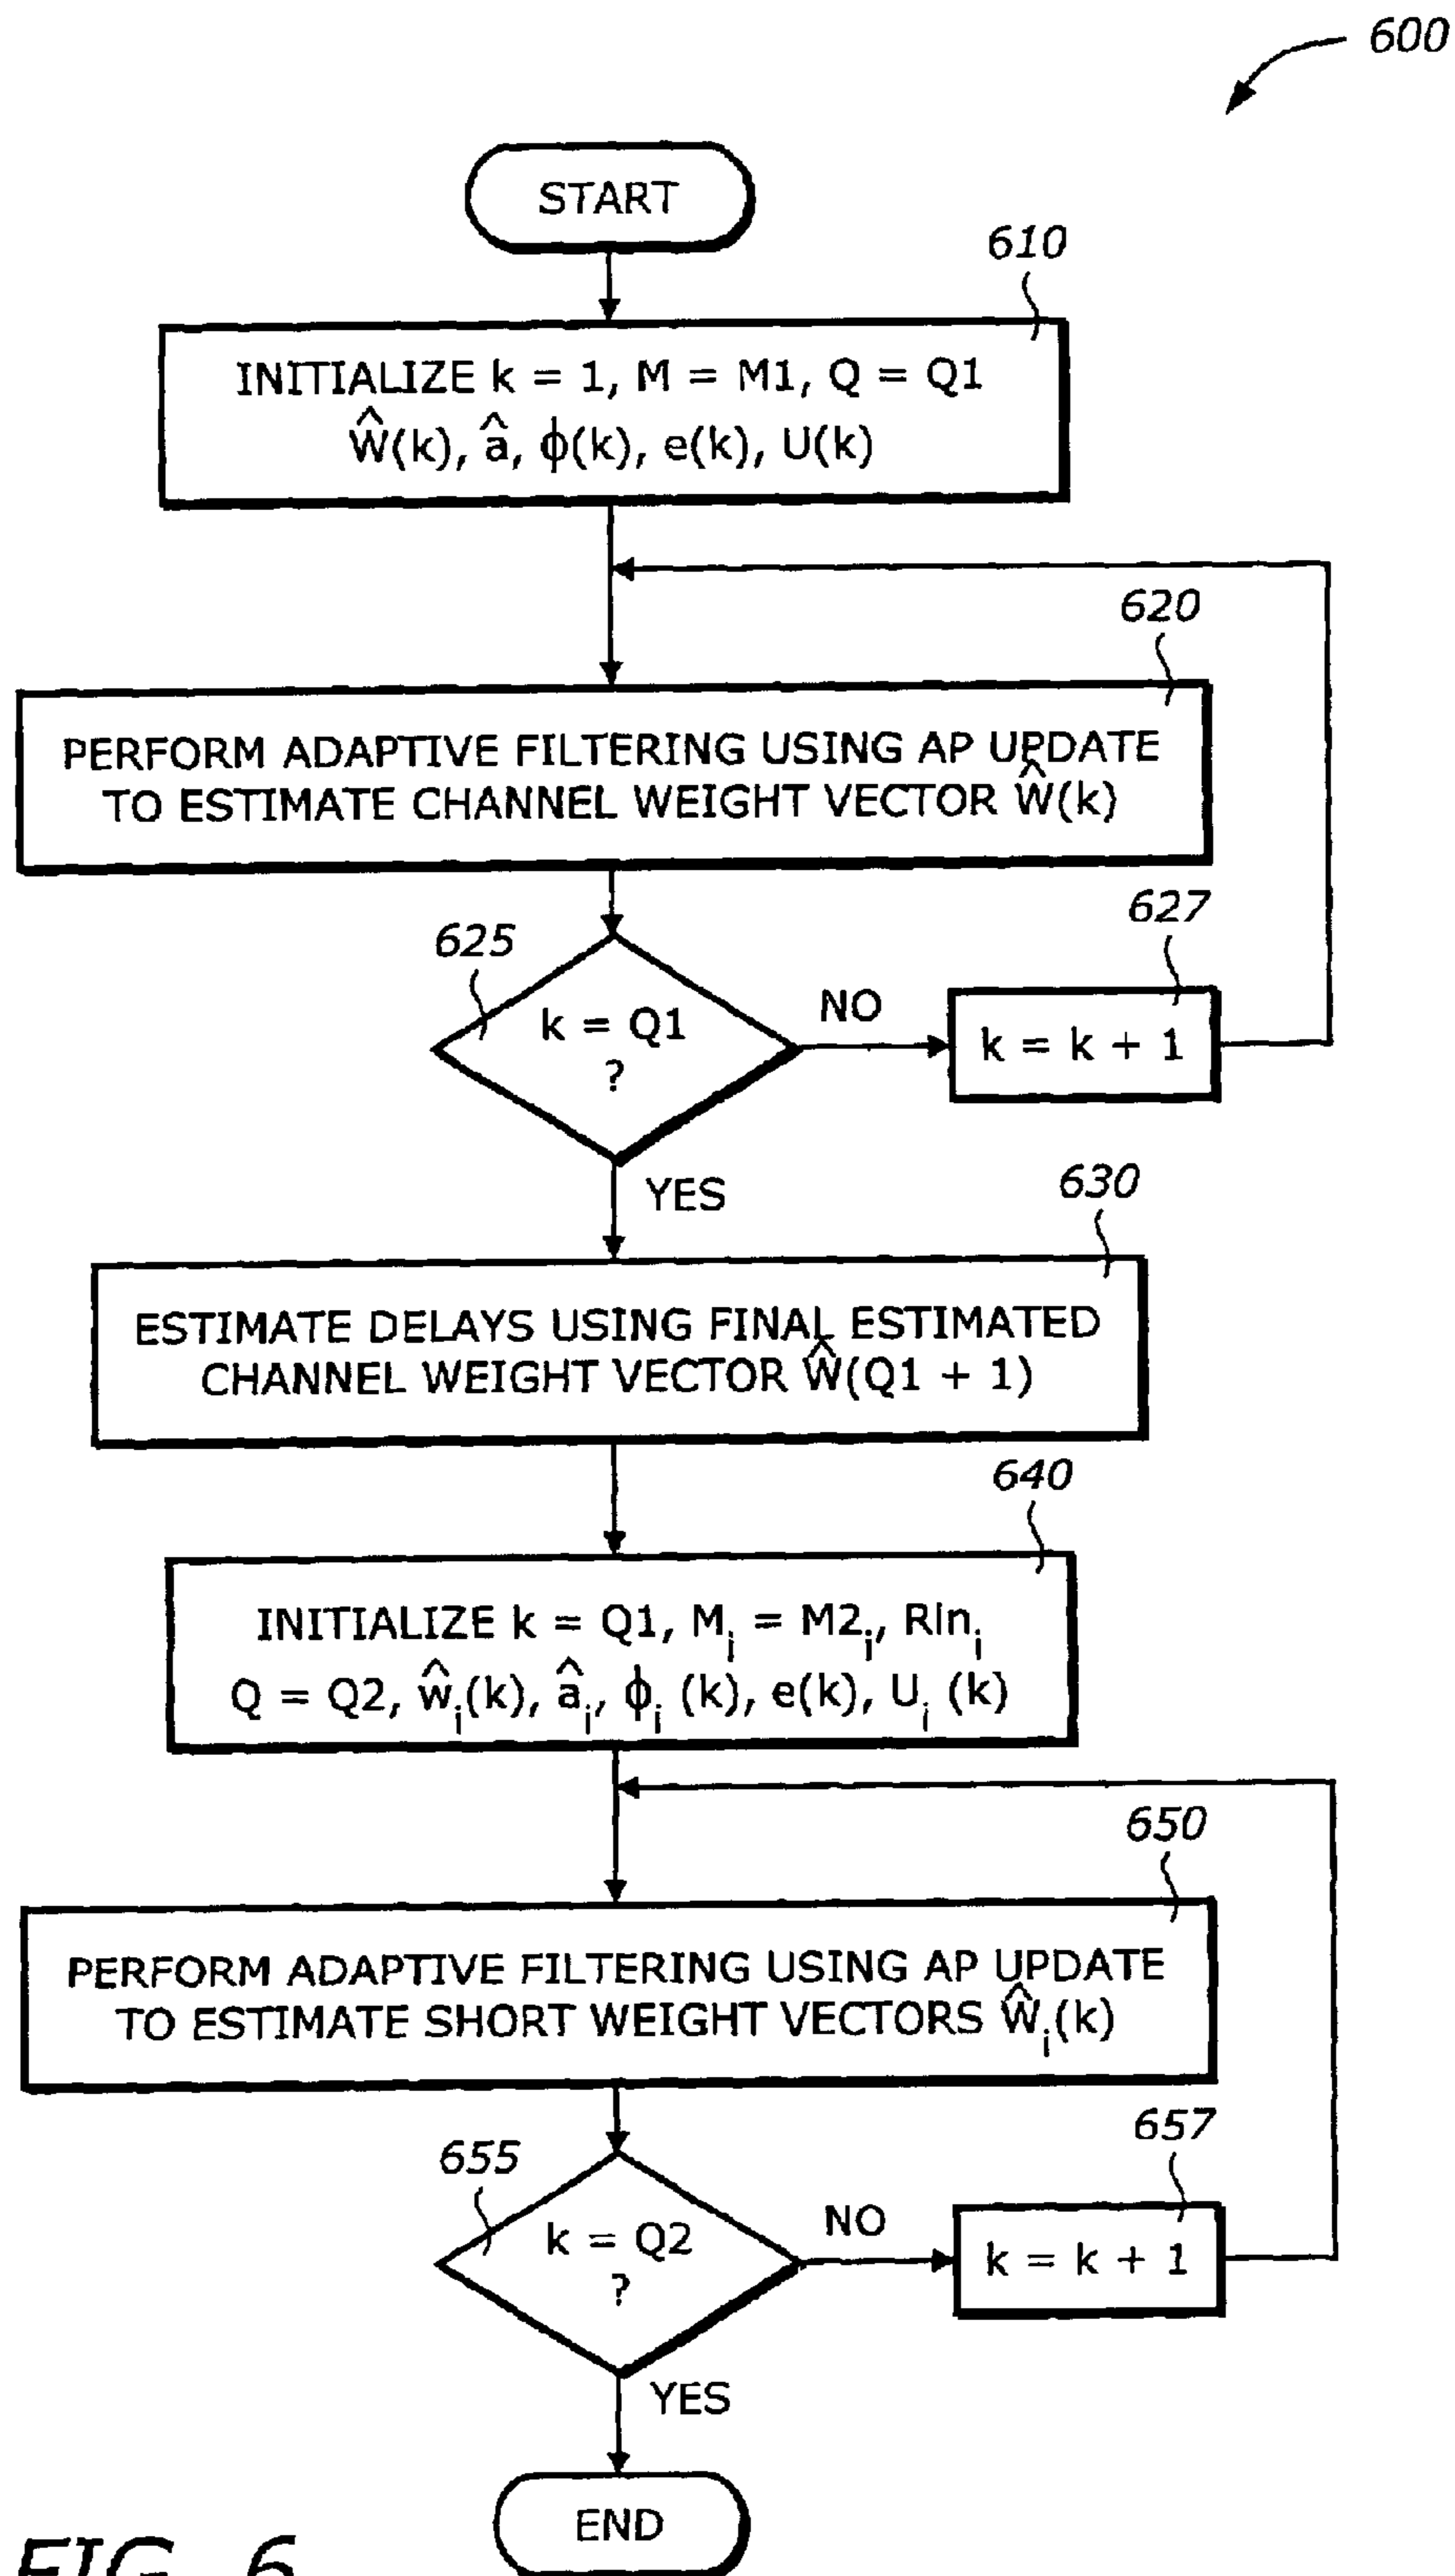 600
START
610
INITIALIZE k = 1, M = M1, Q = Q1
Ŵ(k), â, ϕ(k), e(k), U(k)
620
PERFORM ADAPTIVE FILTERING USING AP UPDATE
TO ESTIMATE CHANNEL WEIGHT VECTOR Ŵ(k)
625
k = Q1
?
NO
627
k = k + 1
YES
630
ESTIMATE DELAYS USING FINAL ESTIMATED
CHANNEL WEIGHT VECTOR Ŵ(Q1 + 1)
640
INITIALIZE k = Q1, Mᵢ = M2ᵢ, Rinᵢ
Q = Q2, ŵᵢ(k), âᵢ, ϕᵢ (k), e(k), Uᵢ (k)
650
PERFORM ADAPTIVE FILTERING USING AP UPDATE
TO ESTIMATE SHORT WEIGHT VECTORS Ŵᵢ(k)
655
k = Q2
?
NO
657
k = k + 1
YES
END
FIG. 6